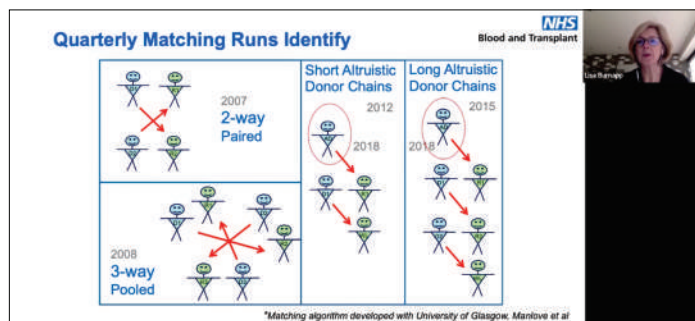 NHS
Blood and Transplant
Quarterly Matching Runs Identify
2007
2-way
Paired
2008
3-way
Pooled
Short Altruistic
Donor Chains
2012
2018
Long Altruistic
Donor Chains
2015
2018
*Matching algorithm developed with University of Glasgow, Manlove et al
Lisa Burnapp